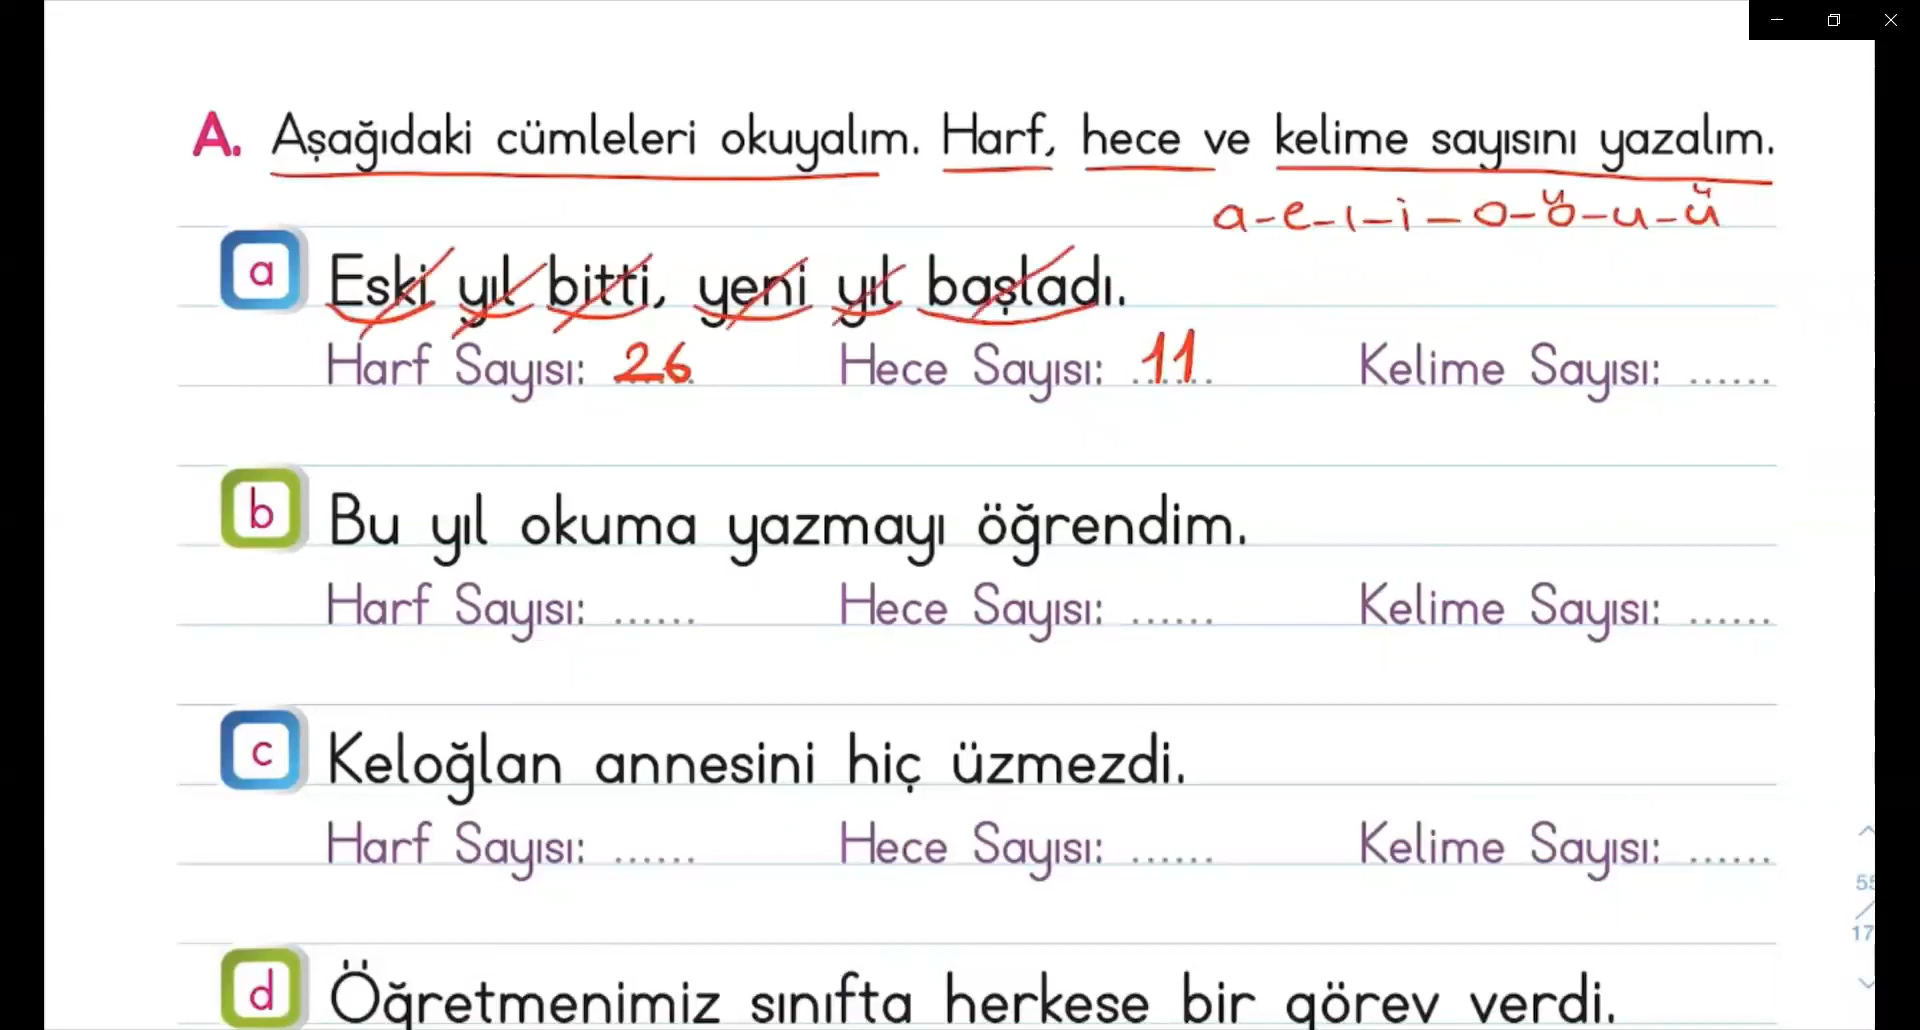 A. Aşağıdaki cümleleri okuyalım. Harf, hece ve kelime sayısını yazalım.
a-e-ı-i-o-ö-u-ü
a Eski yıl bitti, yeni yıl başladı.
Harf Sayısı: 26 Hece Sayısı: 11 Kelime Sayısı: ......
b Bu yıl okuma yazmayı öğrendim.
Harf Sayısı: ...... Hece Sayısı: ...... Kelime Sayısı: ......
c Keloğlan annesini hiç üzmezdi.
Harf Sayısı: ...... Hece Sayısı: ...... Kelime Sayısı: ......
55
17
d Öğretmenimiz sınıfta herkese bir görev verdi.